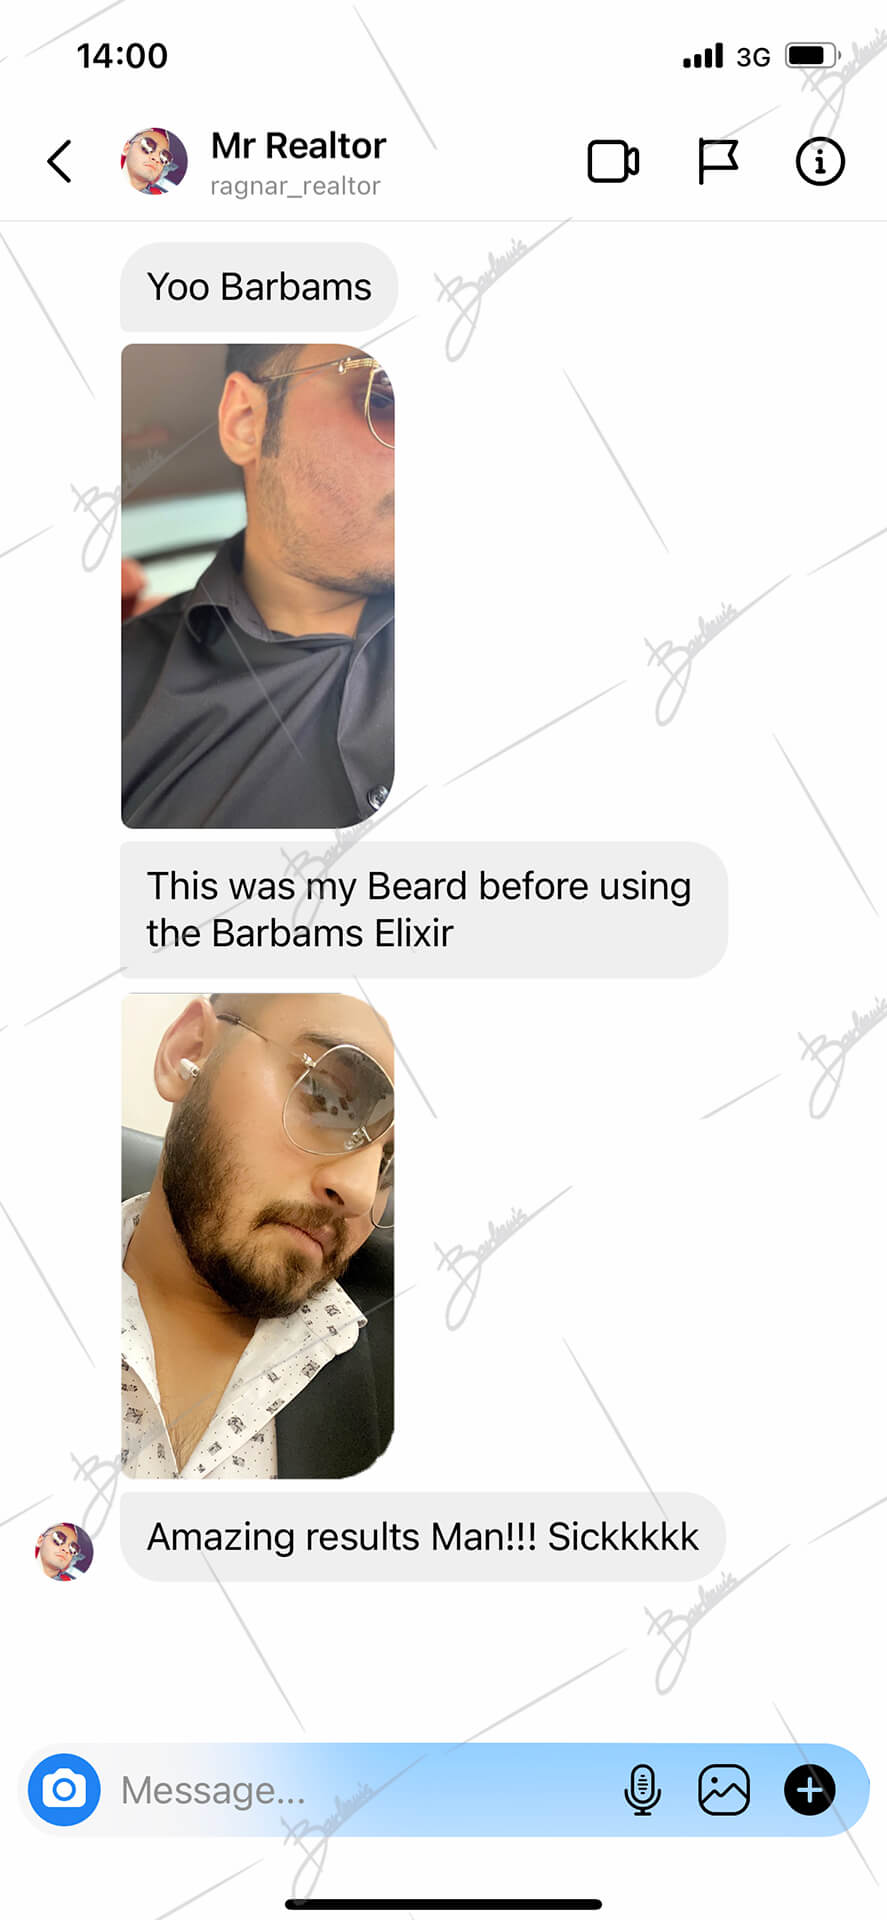 14:00
3G
Mr Realtor
ragnar_realtor
Yoo Barbams
This was my Beard before using
the Barbams Elixir
Amazing results Man!!! Sickkkkk
Message...